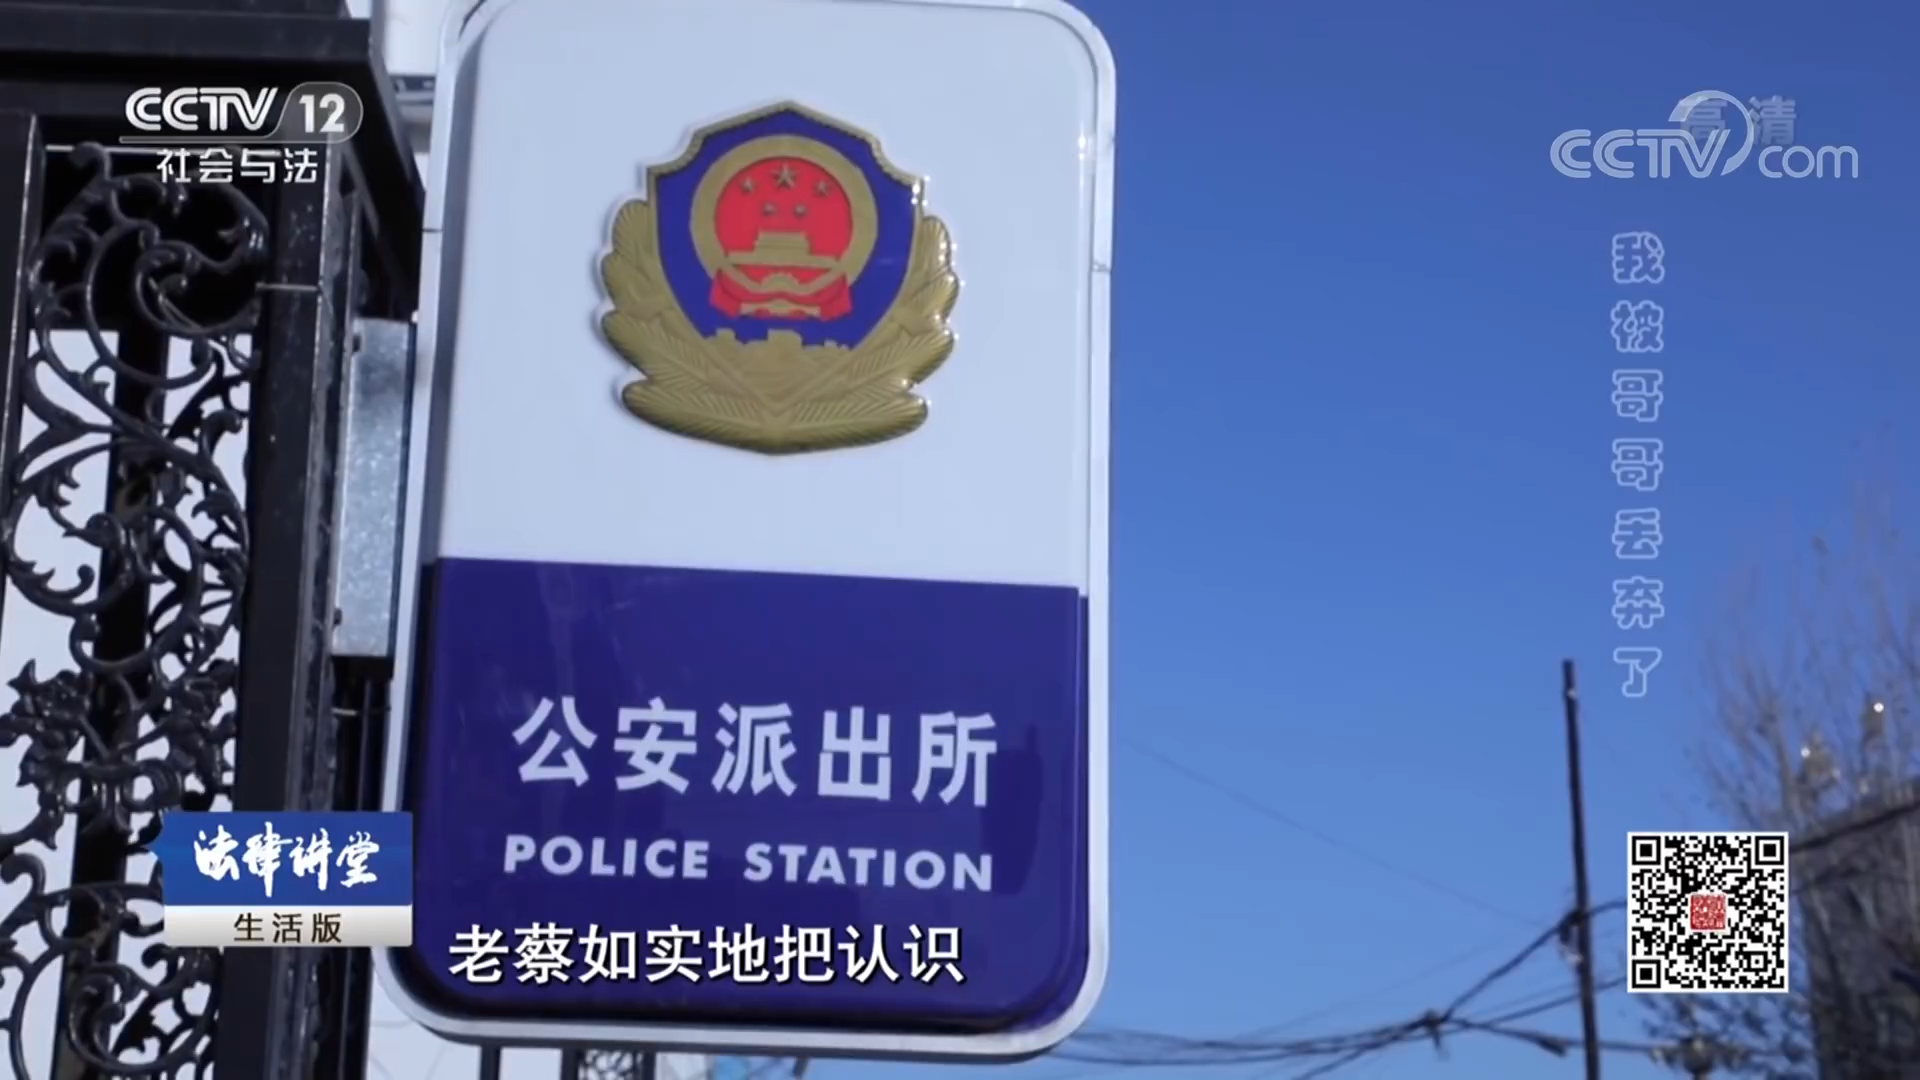 CCTV 12
社会与法
高清
CCTV com
我被哥哥丢弃了
公安派出所
POLICE STATION
法律讲堂
生活版
老蔡如实地把认识